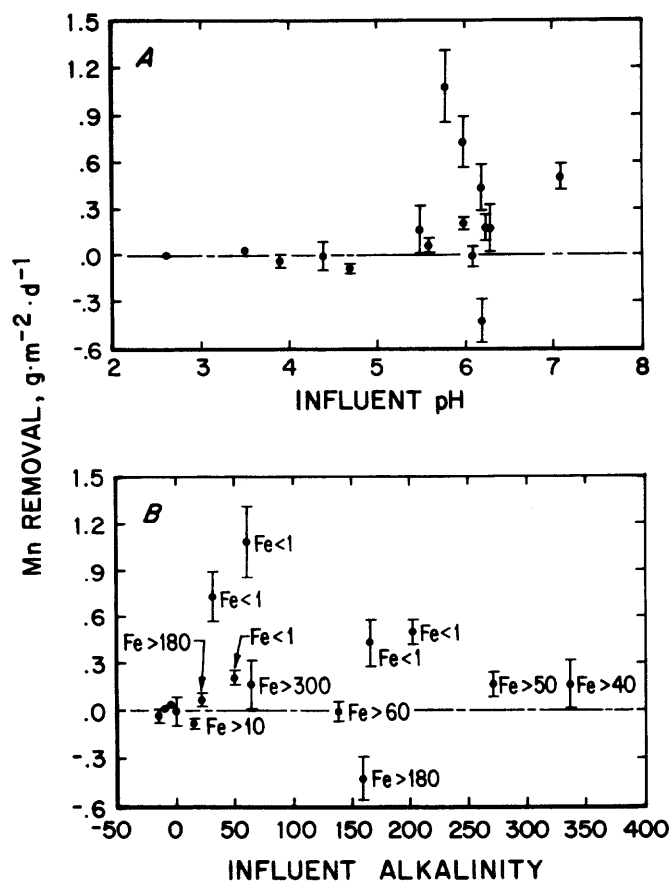 Mn REMOVAL, g·m⁻²·d⁻¹
A
1.5
1.2
.9
.6
.3
.0
-.3
-.6
2 3 4 5 6 7 8
INFLUENT pH
B
1.5
1.2
.9
.6
.3
.0
-.3
-.6
Fe<1
Fe<1
Fe>180
Fe<1
Fe<1
Fe<1
Fe>300
Fe>50
Fe>40
Fe>10
Fe>60
Fe>180
-50 0 50 100 150 200 250 300 350 400
INFLUENT ALKALINITY